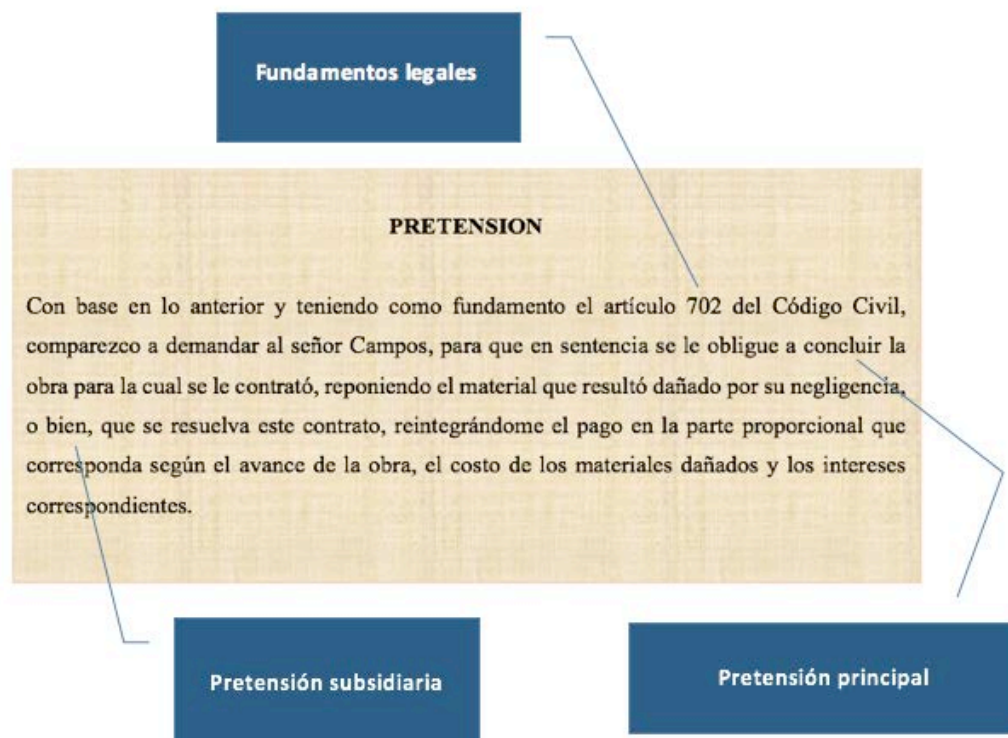 Fundamentos legales
PRETENSION
Con base en lo anterior y teniendo como fundamento el artículo 702 del Código Civil,
comparezco a demandar al señor Campos, para que en sentencia se le obligue a concluir la
obra para la cual se le contrató, reponiendo el material que resultó dañado por su negligencia,
o bien, que se resuelva este contrato, reintegrándome el pago en la parte proporcional que
corresponda según el avance de la obra, el costo de los materiales dañados y los intereses
correspondientes.
Pretensión subsidiaria
Pretensión principal